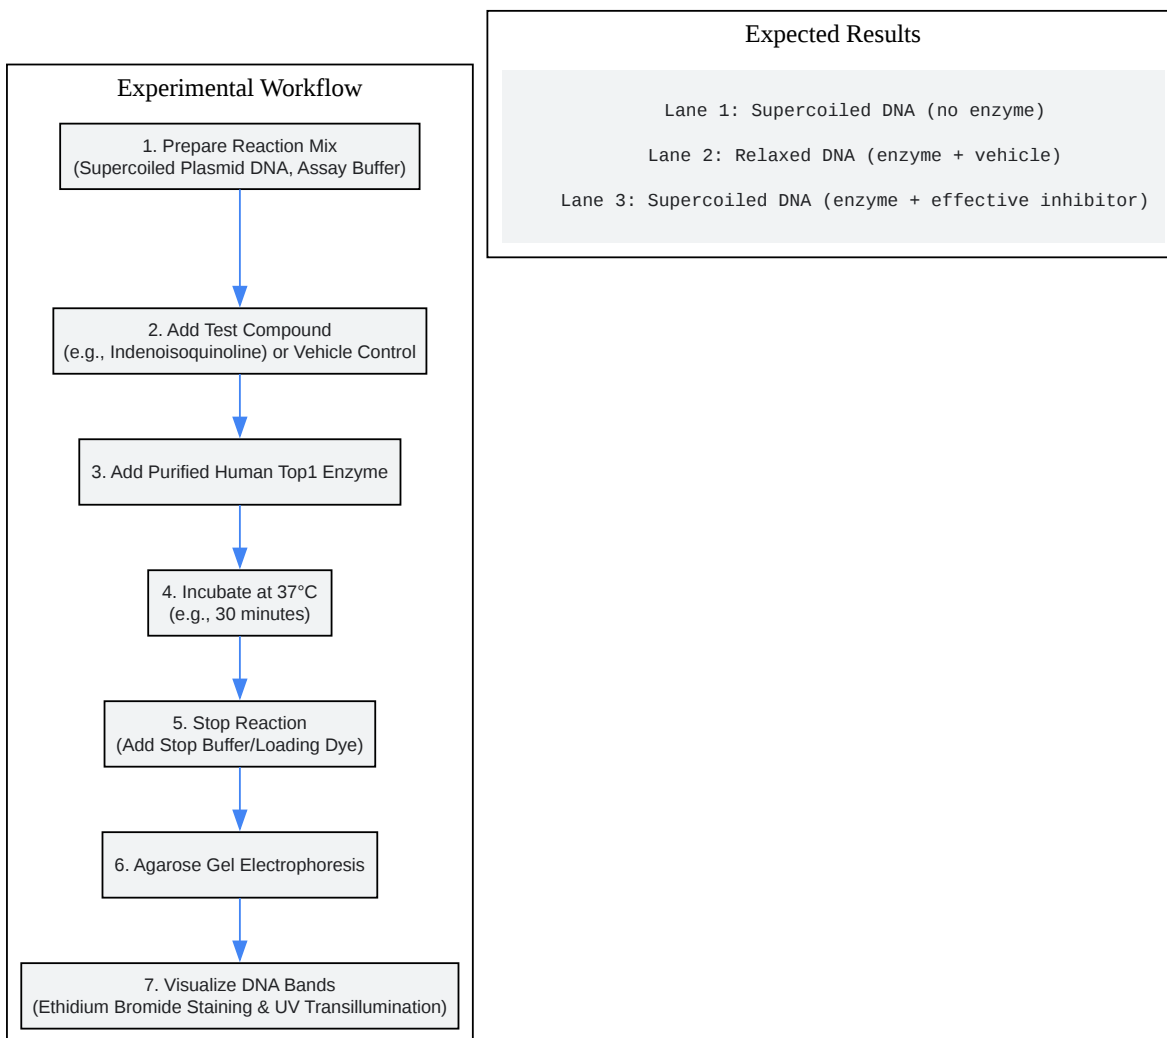 Experimental Workflow
1. Prepare Reaction Mix
(Supercoiled Plasmid DNA, Assay Buffer)
2. Add Test Compound
(e.g., Indenoisoquinoline) or Vehicle Control
3. Add Purified Human Top1 Enzyme
4. Incubate at 37°C
(e.g., 30 minutes)
5. Stop Reaction
(Add Stop Buffer/Loading Dye)
6. Agarose Gel Electrophoresis
7. Visualize DNA Bands
(Ethidium Bromide Staining & UV Transillumination)
Expected Results
Lane 1: Supercoiled DNA (no enzyme)
Lane 2: Relaxed DNA (enzyme + vehicle)
Lane 3: Supercoiled DNA (enzyme + effective inhibitor)